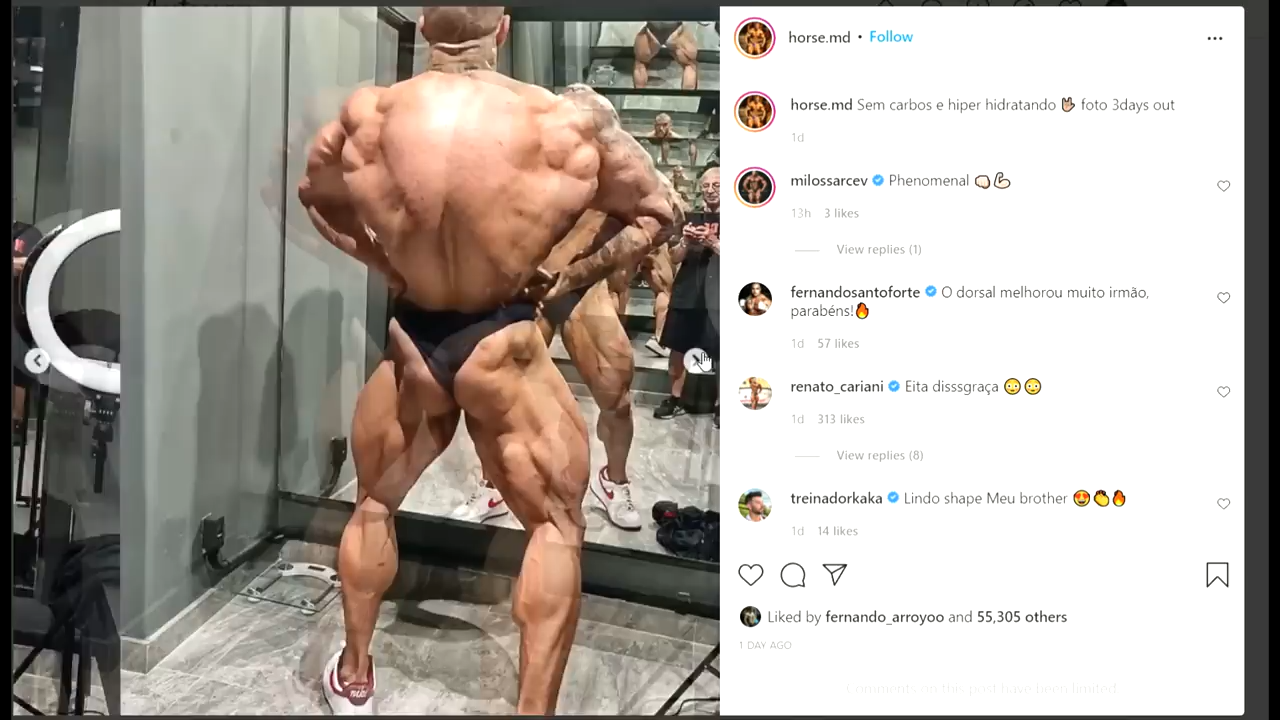 horse.md • Follow
horse.md Sem carbos e hiper hidratando 🤟🏼 foto 3days out
1d
milossarcev Phenomenal 👊🏻💪🏻
13h 3 likes
View replies (1)
fernandosantoforte O dorsal melhorou muito irmão,
parabéns!🔥
1d 57 likes
renato_cariani Eita disssgraça 😳😳
1d 313 likes
View replies (8)
treinadorkaka Lindo shape Meu brother 😍👏🔥
1d 14 likes
Liked by fernando_arroyoo and 55,305 others
1 DAY AGO
Comments on this post have been limited.